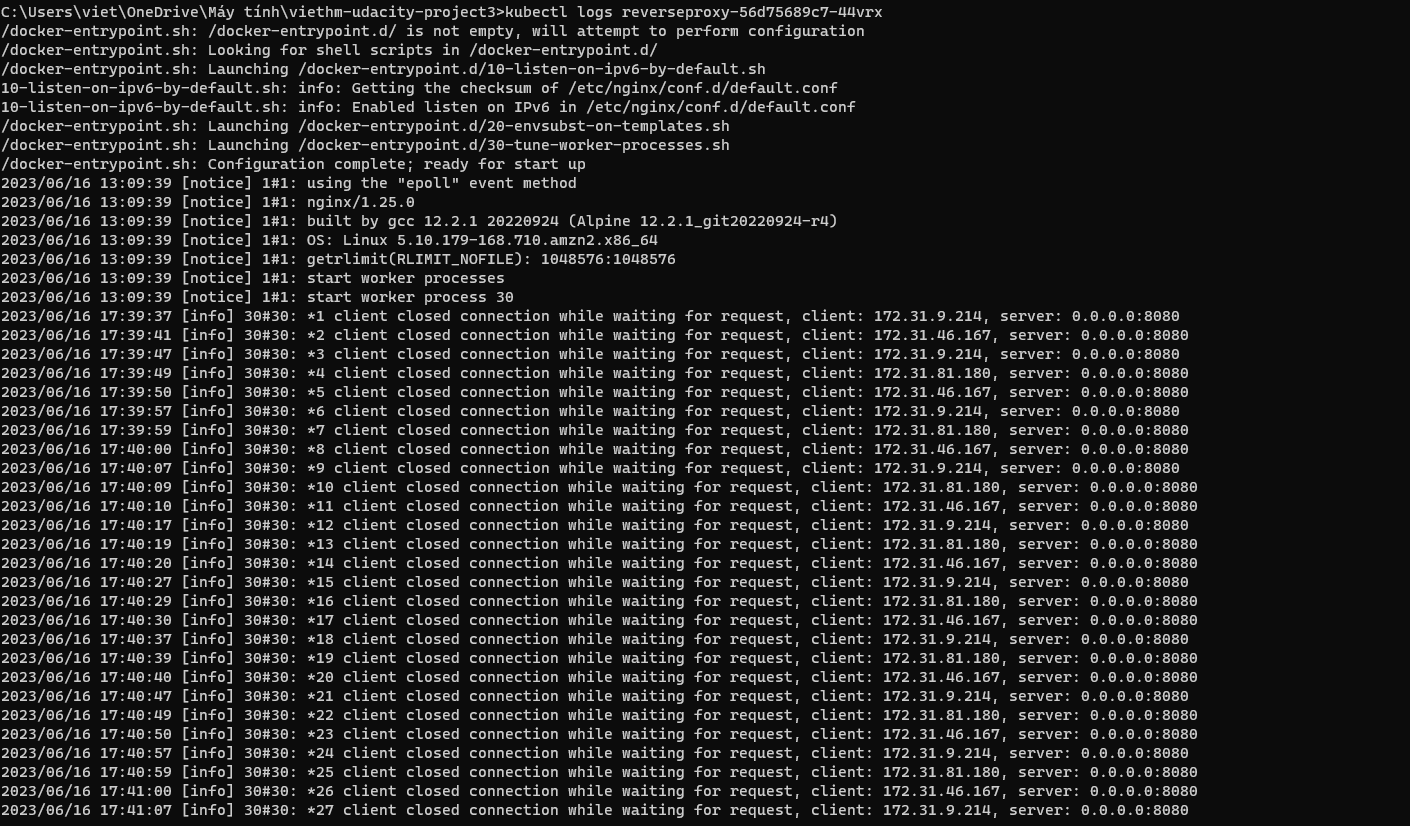 C:\Users\viet\OneDrive\Máy tính\viethm-udacity-project3>kubectl logs reverseproxy-56d75689c7-44vrx
/docker-entrypoint.sh: /docker-entrypoint.d/ is not empty, will attempt to perform configuration
/docker-entrypoint.sh: Looking for shell scripts in /docker-entrypoint.d/
/docker-entrypoint.sh: Launching /docker-entrypoint.d/10-listen-on-ipv6-by-default.sh
10-listen-on-ipv6-by-default.sh: info: Getting the checksum of /etc/nginx/conf.d/default.conf
10-listen-on-ipv6-by-default.sh: info: Enabled listen on IPv6 in /etc/nginx/conf.d/default.conf
/docker-entrypoint.sh: Launching /docker-entrypoint.d/20-envsubst-on-templates.sh
/docker-entrypoint.sh: Launching /docker-entrypoint.d/30-tune-worker-processes.sh
/docker-entrypoint.sh: Configuration complete; ready for start up
2023/06/16 13:09:39 [notice] 1#1: using the "epoll" event method
2023/06/16 13:09:39 [notice] 1#1: nginx/1.25.0
2023/06/16 13:09:39 [notice] 1#1: built by gcc 12.2.1 20220924 (Alpine 12.2.1_git20220924-r4)
2023/06/16 13:09:39 [notice] 1#1: OS: Linux 5.10.179-168.710.amzn2.x86_64
2023/06/16 13:09:39 [notice] 1#1: getrlimit(RLIMIT_NOFILE): 1048576:1048576
2023/06/16 13:09:39 [notice] 1#1: start worker processes
2023/06/16 13:09:39 [notice] 1#1: start worker process 30
2023/06/16 17:39:37 [info] 30#30: *1 client closed connection while waiting for request, client: 172.31.9.214, server: 0.0.0.0:8080
2023/06/16 17:39:41 [info] 30#30: *2 client closed connection while waiting for request, client: 172.31.46.167, server: 0.0.0.0:8080
2023/06/16 17:39:47 [info] 30#30: *3 client closed connection while waiting for request, client: 172.31.9.214, server: 0.0.0.0:8080
2023/06/16 17:39:49 [info] 30#30: *4 client closed connection while waiting for request, client: 172.31.81.180, server: 0.0.0.0:8080
2023/06/16 17:39:50 [info] 30#30: *5 client closed connection while waiting for request, client: 172.31.46.167, server: 0.0.0.0:8080
2023/06/16 17:39:57 [info] 30#30: *6 client closed connection while waiting for request, client: 172.31.9.214, server: 0.0.0.0:8080
2023/06/16 17:39:59 [info] 30#30: *7 client closed connection while waiting for request, client: 172.31.81.180, server: 0.0.0.0:8080
2023/06/16 17:40:00 [info] 30#30: *8 client closed connection while waiting for request, client: 172.31.46.167, server: 0.0.0.0:8080
2023/06/16 17:40:07 [info] 30#30: *9 client closed connection while waiting for request, client: 172.31.9.214, server: 0.0.0.0:8080
2023/06/16 17:40:09 [info] 30#30: *10 client closed connection while waiting for request, client: 172.31.81.180, server: 0.0.0.0:8080
2023/06/16 17:40:10 [info] 30#30: *11 client closed connection while waiting for request, client: 172.31.46.167, server: 0.0.0.0:8080
2023/06/16 17:40:17 [info] 30#30: *12 client closed connection while waiting for request, client: 172.31.9.214, server: 0.0.0.0:8080
2023/06/16 17:40:19 [info] 30#30: *13 client closed connection while waiting for request, client: 172.31.81.180, server: 0.0.0.0:8080
2023/06/16 17:40:20 [info] 30#30: *14 client closed connection while waiting for request, client: 172.31.46.167, server: 0.0.0.0:8080
2023/06/16 17:40:27 [info] 30#30: *15 client closed connection while waiting for request, client: 172.31.9.214, server: 0.0.0.0:8080
2023/06/16 17:40:29 [info] 30#30: *16 client closed connection while waiting for request, client: 172.31.81.180, server: 0.0.0.0:8080
2023/06/16 17:40:30 [info] 30#30: *17 client closed connection while waiting for request, client: 172.31.46.167, server: 0.0.0.0:8080
2023/06/16 17:40:37 [info] 30#30: *18 client closed connection while waiting for request, client: 172.31.9.214, server: 0.0.0.0:8080
2023/06/16 17:40:39 [info] 30#30: *19 client closed connection while waiting for request, client: 172.31.81.180, server: 0.0.0.0:8080
2023/06/16 17:40:40 [info] 30#30: *20 client closed connection while waiting for request, client: 172.31.46.167, server: 0.0.0.0:8080
2023/06/16 17:40:47 [info] 30#30: *21 client closed connection while waiting for request, client: 172.31.9.214, server: 0.0.0.0:8080
2023/06/16 17:40:49 [info] 30#30: *22 client closed connection while waiting for request, client: 172.31.81.180, server: 0.0.0.0:8080
2023/06/16 17:40:50 [info] 30#30: *23 client closed connection while waiting for request, client: 172.31.46.167, server: 0.0.0.0:8080
2023/06/16 17:40:57 [info] 30#30: *24 client closed connection while waiting for request, client: 172.31.9.214, server: 0.0.0.0:8080
2023/06/16 17:40:59 [info] 30#30: *25 client closed connection while waiting for request, client: 172.31.81.180, server: 0.0.0.0:8080
2023/06/16 17:41:00 [info] 30#30: *26 client closed connection while waiting for request, client: 172.31.46.167, server: 0.0.0.0:8080
2023/06/16 17:41:07 [info] 30#30: *27 client closed connection while waiting for request, client: 172.31.9.214, server: 0.0.0.0:8080